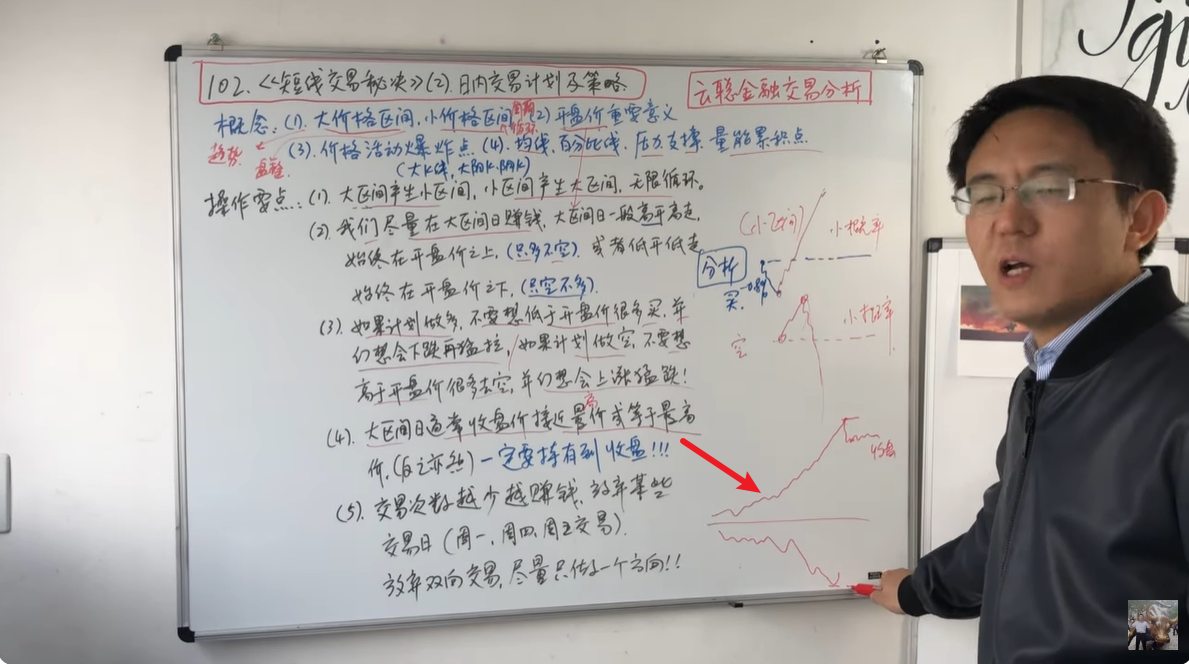 102.《短线交易秘决》(2).日内交易计划及策略
云聪金融交易分析
概念:(1).大价格区间,小价格区间 (2)开盘价重要意义
周期
循环
趋势
盘整
(3).价格活动爆炸点 (4).均线,百分比线,压力支撑,量能累积点
(大K线,大阴K.阳K)
操作要点:(1).大区间产生小区间,小区间产生大区间,无限循环。
(2).我们尽量在大区间日赚钱,大区间日一般高开高走,
始终在开盘价之上,(只多不空).或者低开低走
始终在开盘价之下,(只空不多).
(3).如果计划做多,不要想低于开盘价很多买,并
幻想会下跌再猛拉,如果计划做空,不要想
高于开盘价很多去空,并幻想会上涨猛跌!
(4).大区间日通常收盘价接近最高价或等于最高
价,(反之亦然)一定要持有到收盘!!!
(5).交易次数越少越赚钱,放弃某些
交易日(周一、周四、周五交易).
放弃双向交易,尽量只做一个方向!!
(小区间)
小概率
分析
买.-0.8%
空
小概率